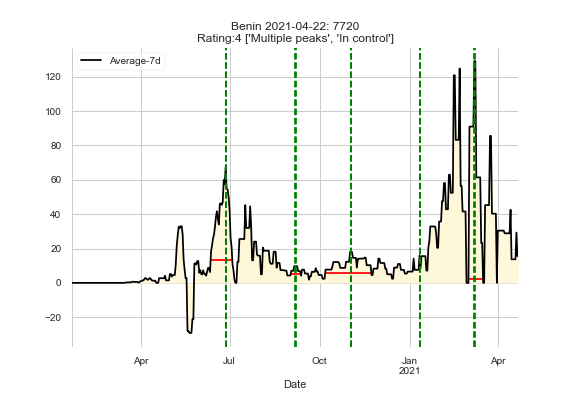 Benin 2021-04-22: 7720
Rating:4 ['Multiple peaks', 'In control']
Average-7d
120
100
80
60
40
20
0
−20
Apr
Jul
Oct
Jan
2021
Apr
Date